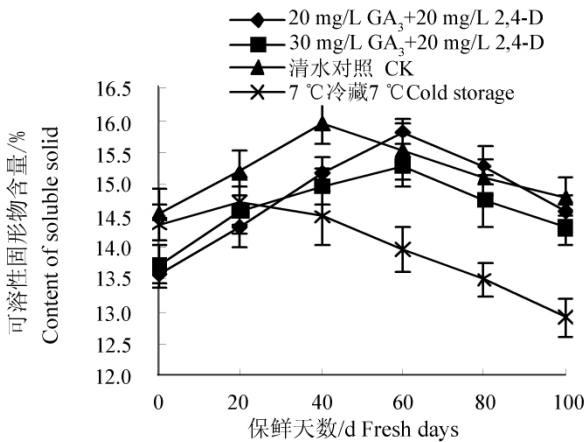 20 mg/L GA3+20 mg/L 2,4-D
30 mg/L GA3+20 mg/L 2,4-D
清水对照 CK
7 ℃冷藏7 ℃Cold storage
16.5
16.0
15.5
15.0
14.5
14.0
13.5
13.0
12.5
12.0
可溶性固形物含量/%
Content of soluble solid
0
20
40
60
80
100
保鲜天数/d Fresh days